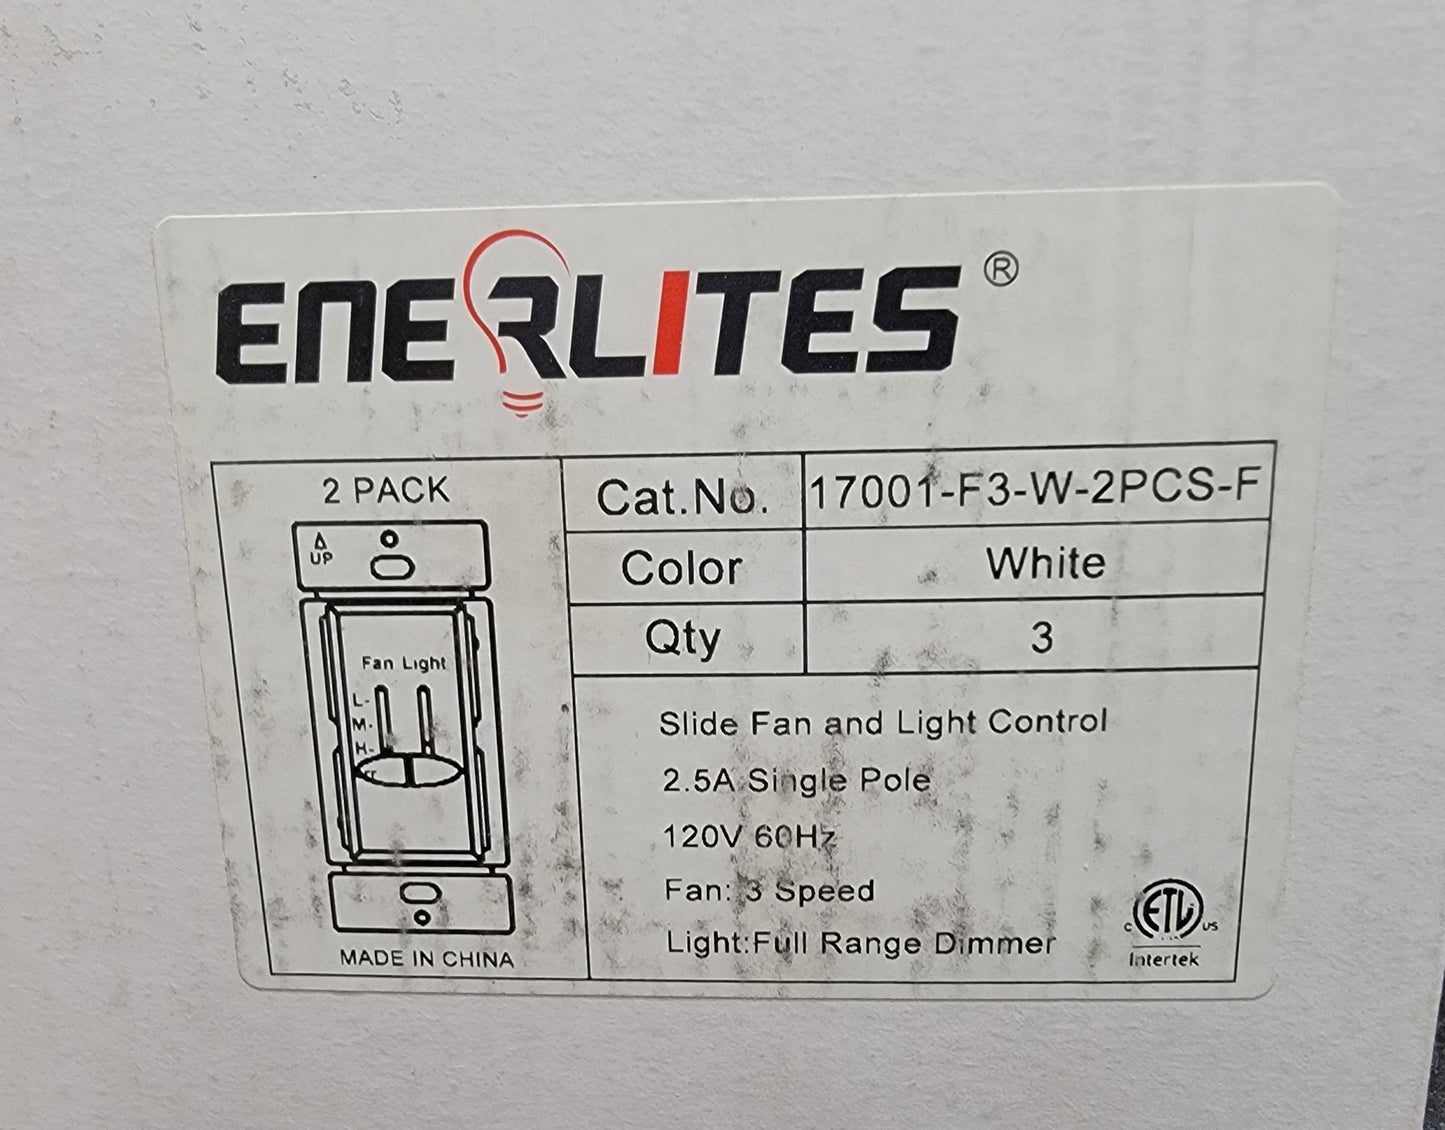 ENERLITES®
2 PACK
UP
Fan Light
L-
M-
H-
MADE IN CHINA
Cat.No. 17001-F3-W-2PCS-F
Color White
Qty 3
Slide Fan and Light Control
2.5A Single Pole
120V 60Hz
Fan: 3 Speed
Light:Full Range Dimmer
c ETL us
Intertek